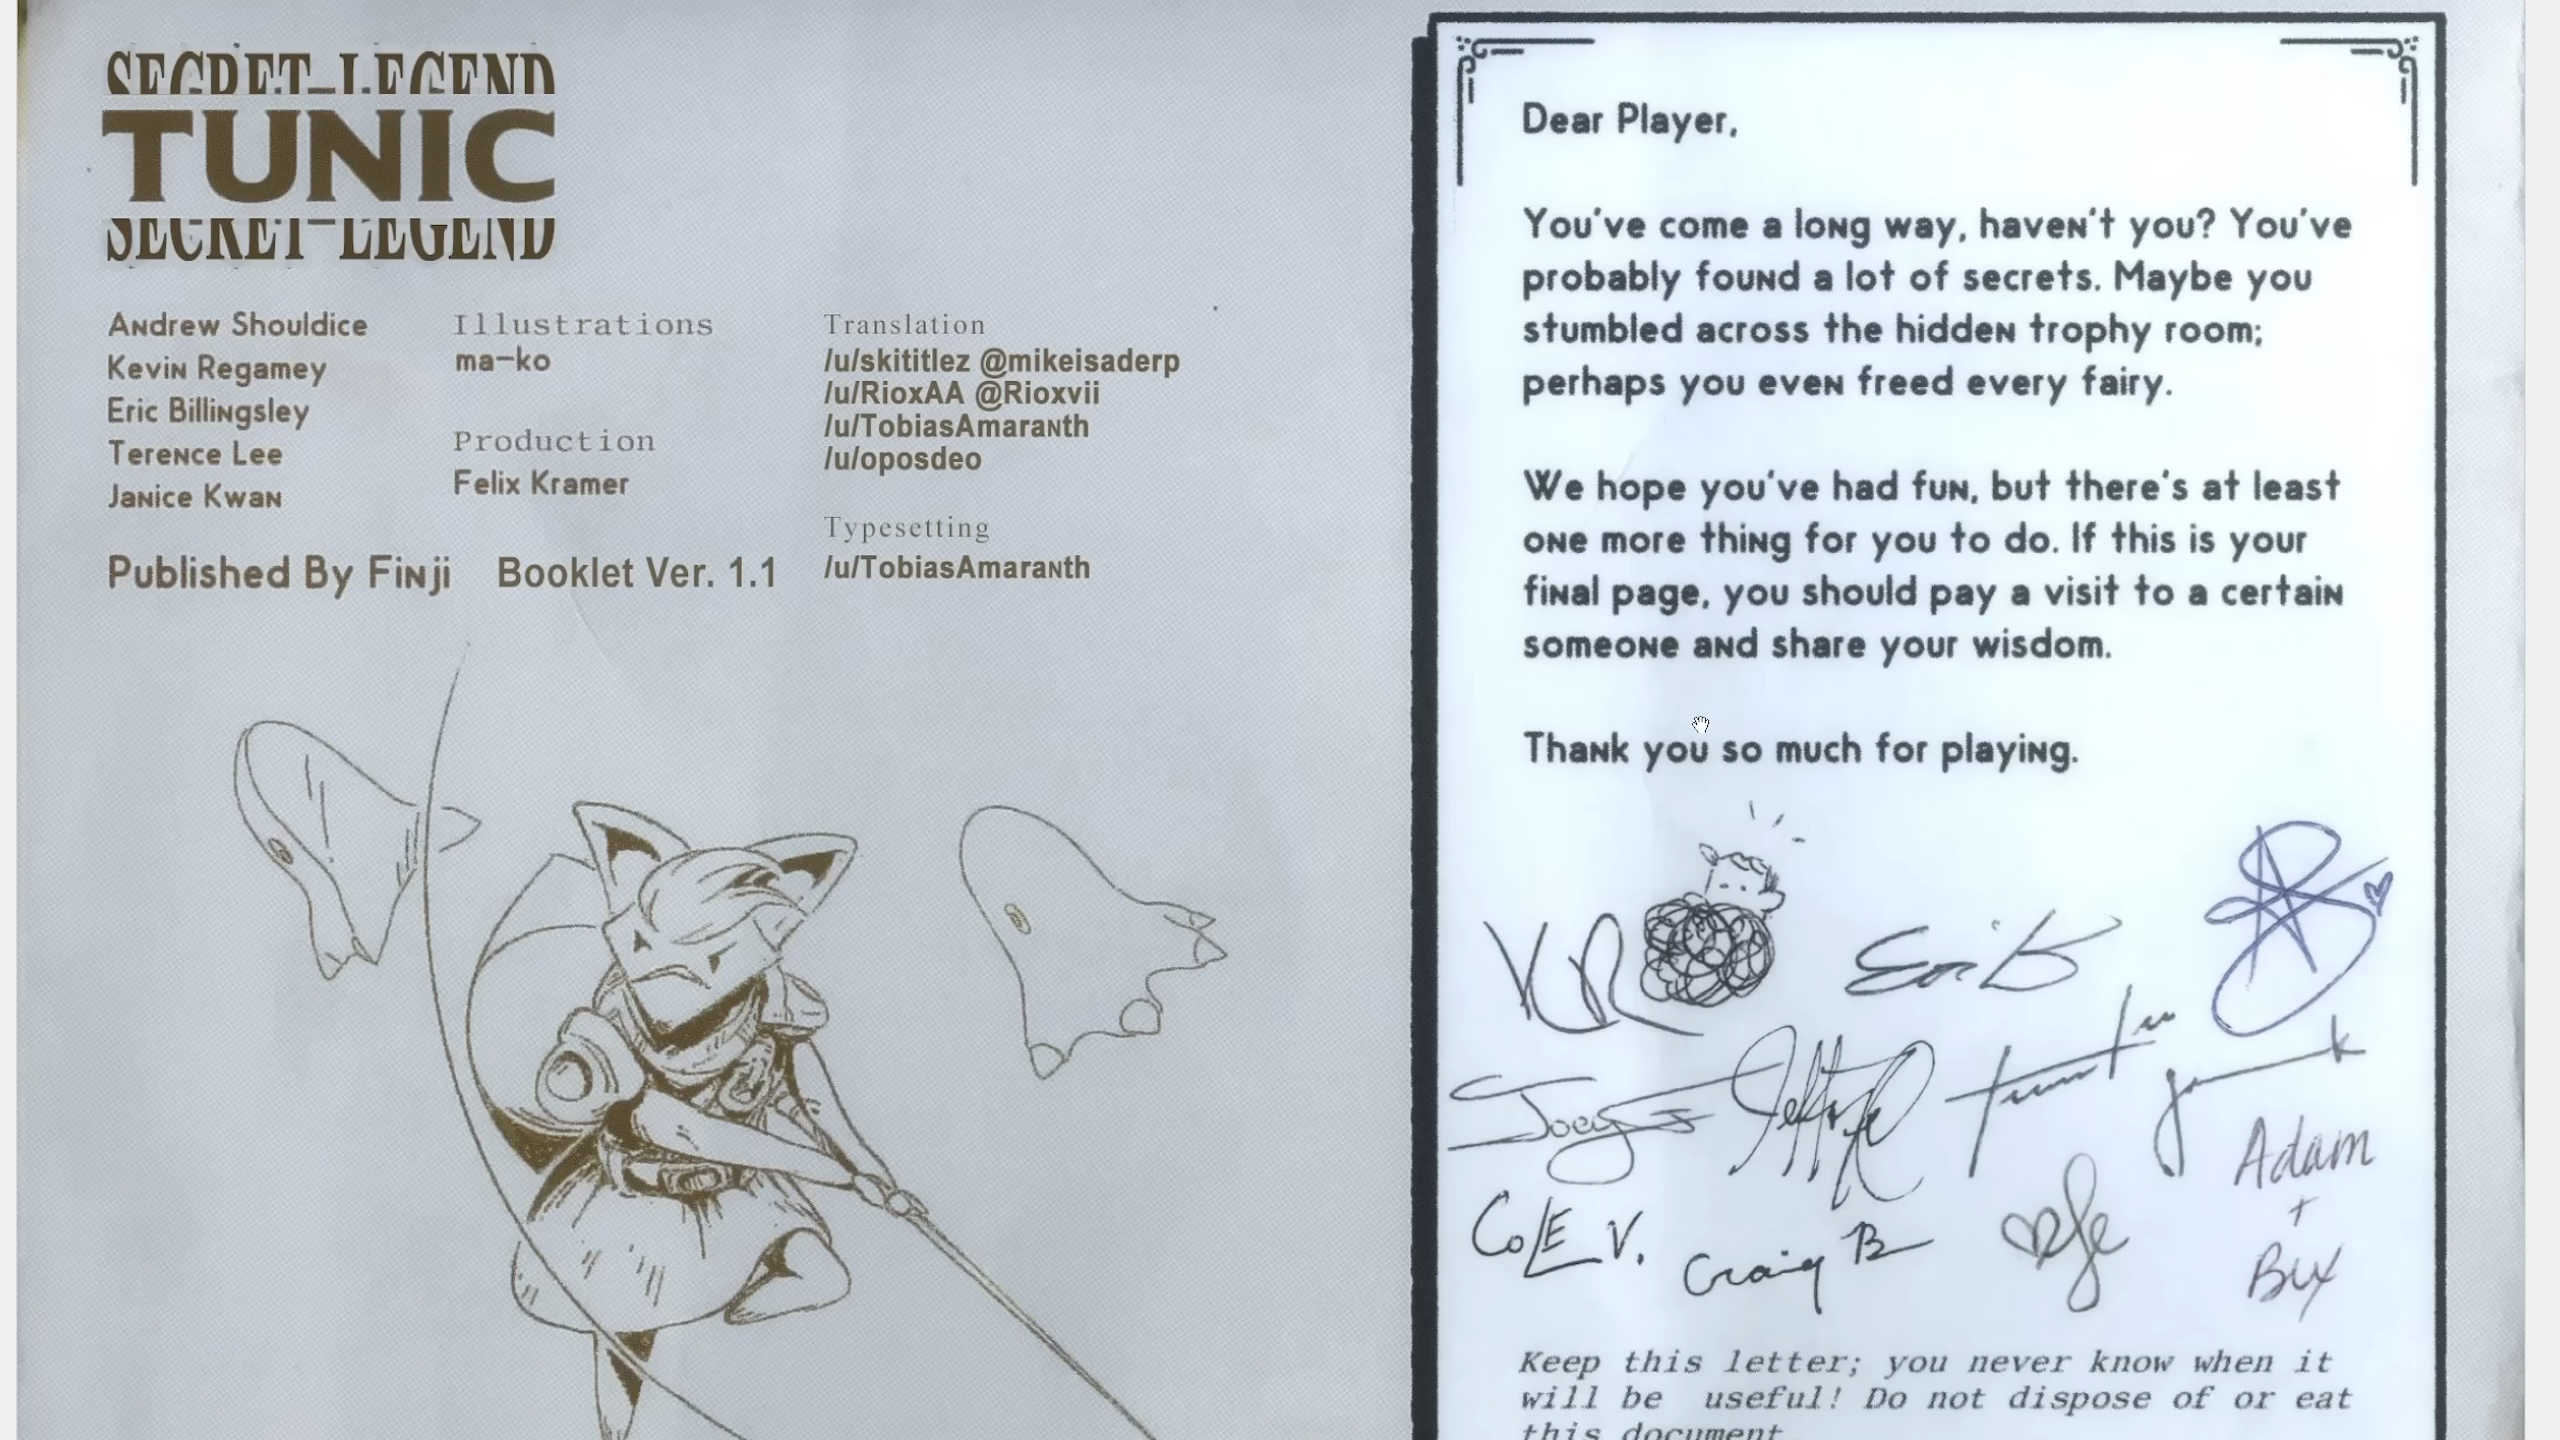 SECRET-LEGEND
TUNIC
SECRET-LEGEND
Andrew Shouldice
Kevin Regamey
Eric Billingsley
Terence Lee
Janice Kwan
Illustrations
ma-ko
Production
Felix Kramer
Translation
/u/skititlez @mikeisaderp
/u/RioxAA @Rioxvii
/u/TobiasAmaranth
/u/oposdeo
Typesetting
/u/TobiasAmaranth
Published By Finji
Booklet Ver. 1.1
Dear Player,
You've come a long way, haven't you? You've
probably found a lot of secrets. Maybe you
stumbled across the hidden trophy room;
perhaps you even freed every fairy.
We hope you've had fun, but there's at least
one more thing for you to do. If this is your
final page, you should pay a visit to a certain
someone and share your wisdom.
Thank you so much for playing.
KR
Eric B
Joey
COLE V.
Craig B
Adam
+
Bex
Keep this letter; you never know when it
will be useful! Do not dispose of or eat
this document.